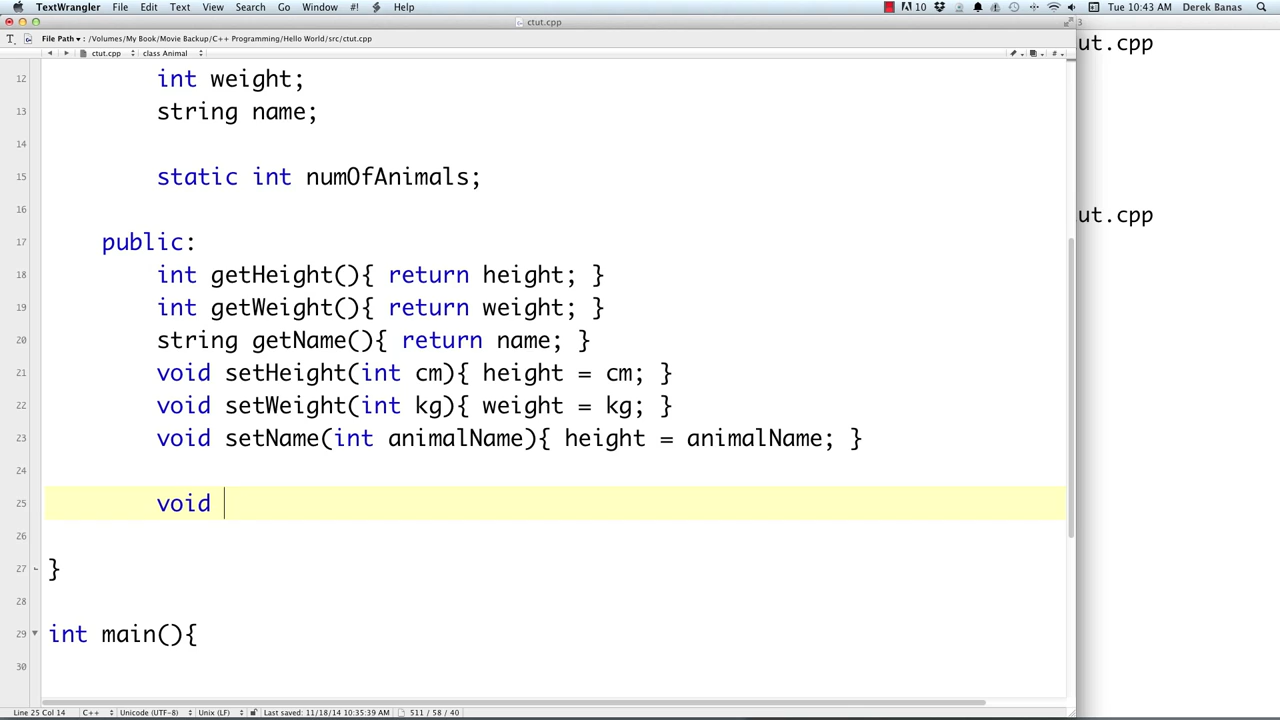 TextWrangler File Edit Text View Search Go Window #! Help 10 Tue 10:43 AM Derek Banas
ctut.cpp
File Path ▾ : /Volumes/My Book/Movie Backup/C++ Programming/Hello World/src/ctut.cpp
ctut.cpp class Animal
12 int weight;
13 string name;
14
15 static int numOfAnimals;
16
17 public:
18 int getHeight(){ return height; }
19 int getWeight(){ return weight; }
20 string getName(){ return name; }
21 void setHeight(int cm){ height = cm; }
22 void setWeight(int kg){ weight = kg; }
23 void setName(int animalName){ height = animalName; }
24
25 void
26
27 }
28
29 int main(){
30
Line 25 Col 14 C++ Unicode (UTF-8) Unix (LF) Last saved: 11/18/14 10:35:39 AM 511 / 58 / 40
ut.cpp
ut.cpp